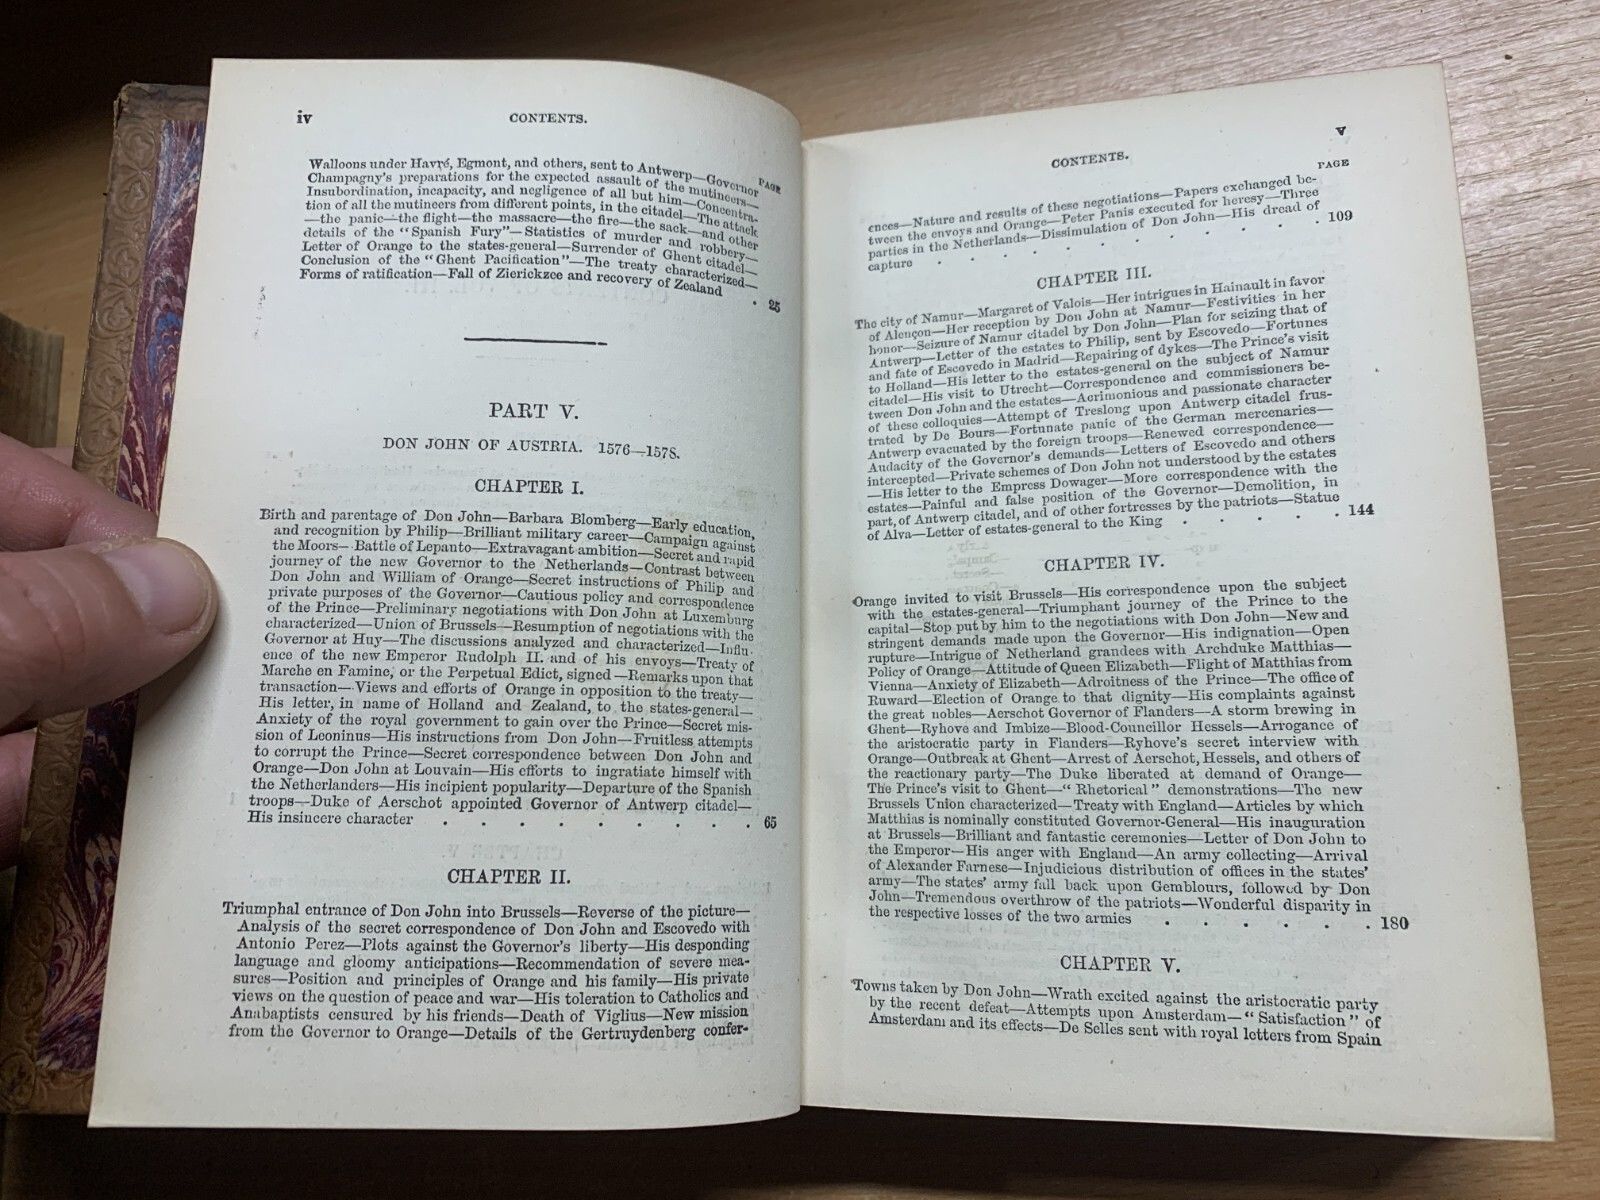 iv
CONTENTS.
PAGE
Walloons under Havré, Egmont, and others, sent to Antwerp—Governor
Champagny's preparations for the expected assault of the mutineers—
Insubordination, incapacity, and negligence of all but him—Concentra-
tion of all the mutineers from different points, in the citadel—The attack
—the panic—the flight—the massacre—the fire—the sack—and other
details of the "Spanish Fury"—Statistics of murder and robbery—
Letter of Orange to the states-general—Surrender of Ghent citadel—
Conclusion of the "Ghent Pacification"—The treaty characterized—
Forms of ratification—Fall of Zierickzee and recovery of Zealand . 25
PART V.
DON JOHN OF AUSTRIA. 1576—1578.
CHAPTER I.
Birth and parentage of Don John—Barbara Blomberg—Early education,
and recognition by Philip—Brilliant military career—Campaign against
the Moors—Battle of Lepanto—Extravagant ambition—Secret and rapid
journey of the new Governor to the Netherlands—Contrast between
Don John and William of Orange—Secret instructions of Philip and
private purposes of the Governor—Cautious policy and correspondence
of the Prince—Preliminary negotiations with Don John at Luxemburg
characterized—Union of Brussels—Resumption of negotiations with the
Governor at Huy—The discussions analyzed and characterized—Influ-
ence of the new Emperor Rudolph II. and of his envoys—Treaty of
Marche en Famine, or the Perpetual Edict, signed—Remarks upon that
transaction—Views and efforts of Orange in opposition to the treaty—
His letter, in name of Holland and Zealand, to the states-general—
Anxiety of the royal government to gain over the Prince—Secret mis-
sion of Leoninus—His instructions from Don John—Fruitless attempts
to corrupt the Prince—Secret correspondence between Don John and
Orange—Don John at Louvain—His efforts to ingratiate himself with
the Netherlanders—His incipient popularity—Departure of the Spanish
troops—Duke of Aerschot appointed Governor of Antwerp citadel—
His insincere character . . . . . . . . . 65
CHAPTER II.
Triumphal entrance of Don John into Brussels—Reverse of the picture—
Analysis of the secret correspondence of Don John and Escovedo with
Antonio Perez—Plots against the Governor's liberty—His desponding
language and gloomy anticipations—Recommendation of severe mea-
sures—Position and principles of Orange and his family—His private
views on the question of peace and war—His toleration to Catholics and
Anabaptists censured by his friends—Death of Viglius—New mission
from the Governor to Orange—Details of the Gertruydenberg confer-
CONTENTS.
v
PAGE
ences—Nature and results of these negotiations—Papers exchanged be-
tween the envoys and Orange—Peter Panis executed for heresy—Three
parties in the Netherlands—Dissimulation of Don John—His dread of
capture . . . . . . . . . 109
CHAPTER III.
The city of Namur—Margaret of Valois—Her intrigues in Hainault in favor
of Alençon—Her reception by Don John at Namur—Festivities in her
honor—Seizure of Namur citadel by Don John—Plan for seizing that of
Antwerp—Letter of the estates to Philip, sent by Escovedo—Fortunes
and fate of Escovedo in Madrid—Repairing of dykes—The Prince's visit
to Holland—His letter to the estates-general on the subject of Namur
citadel—His visit to Utrecht—Correspondence and commissioners be-
tween Don John and the estates—Acrimonious and passionate character
of these colloquies—Attempt of Treslong upon Antwerp citadel frus-
trated by De Bours—Fortunate panic of the German mercenaries—
Antwerp evacuated by the foreign troops—Renewed correspondence—
Audacity of the Governor's demands—Letters of Escovedo and others
intercepted—Private schemes of Don John not understood by the estates
—His letter to the Empress Dowager—More correspondence with the
estates—Painful and false position of the Governor—Demolition, in
part, of Antwerp citadel, and of other fortresses by the patriots—Statue
of Alva—Letter of estates-general to the King . . . . . 144
CHAPTER IV.
Orange invited to visit Brussels—His correspondence upon the subject
with the estates-general—Triumphant journey of the Prince to the
capital—Stop put by him to the negotiations with Don John—New and
stringent demands made upon the Governor—His indignation—Open
rupture—Intrigue of Netherland grandees with Archduke Matthias—
Policy of Orange—Attitude of Queen Elizabeth—Flight of Matthias from
Vienna—Anxiety of Elizabeth—Adroitness of the Prince—The office of
Ruward—Election of Orange to that dignity—His complaints against
the great nobles—Aerschot Governor of Flanders—A storm brewing in
Ghent—Ryhove and Imbize—Blood-Councillor Hessels—Arrogance of
the aristocratic party in Flanders—Ryhove's secret interview with
Orange—Outbreak at Ghent—Arrest of Aerschot, Hessels, and others of
the reactionary party—The Duke liberated at demand of Orange—
The Prince's visit to Ghent—"Rhetorical" demonstrations—The new
Brussels Union characterized—Treaty with England—Articles by which
Matthias is nominally constituted Governor-General—His inauguration
at Brussels—Brilliant and fantastic ceremonies—Letter of Don John to
the Emperor—His anger with England—An army collecting—Arrival
of Alexander Farnese—Injudicious distribution of offices in the states'
army—The states' army fall back upon Gemblours, followed by Don
John—Tremendous overthrow of the patriots—Wonderful disparity in
the respective losses of the two armies . . . . . . 180
CHAPTER V.
Towns taken by Don John—Wrath excited against the aristocratic party
by the recent defeat—Attempts upon Amsterdam—"Satisfaction" of
Amsterdam and its effects—De Selles sent with royal letters from Spain